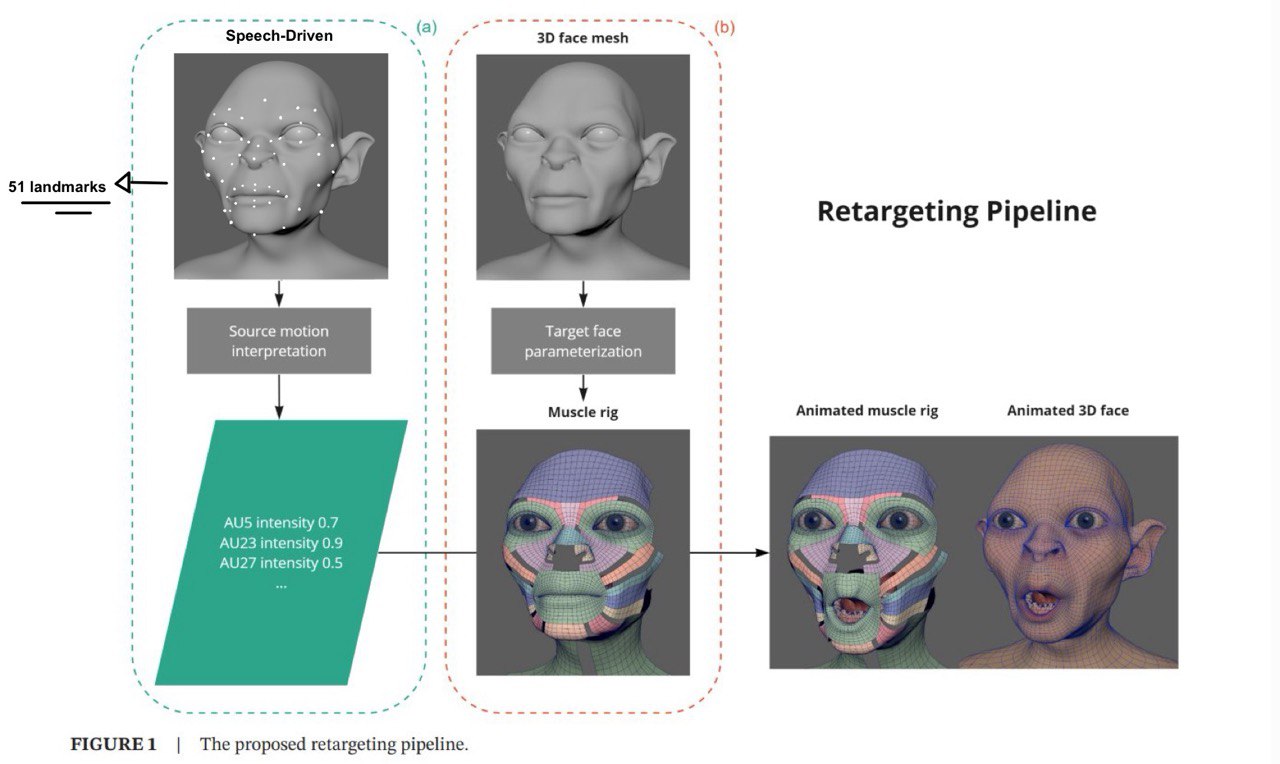 Speech-Driven
(a)
3D face mesh
(b)
51 landmarks
Retargeting Pipeline
Source motion
interpretation
Target face
parameterization
Muscle rig
Animated muscle rig
Animated 3D face
AU5 intensity 0.7
AU23 intensity 0.9
AU27 intensity 0.5
...
FIGURE 1 | The proposed retargeting pipeline.